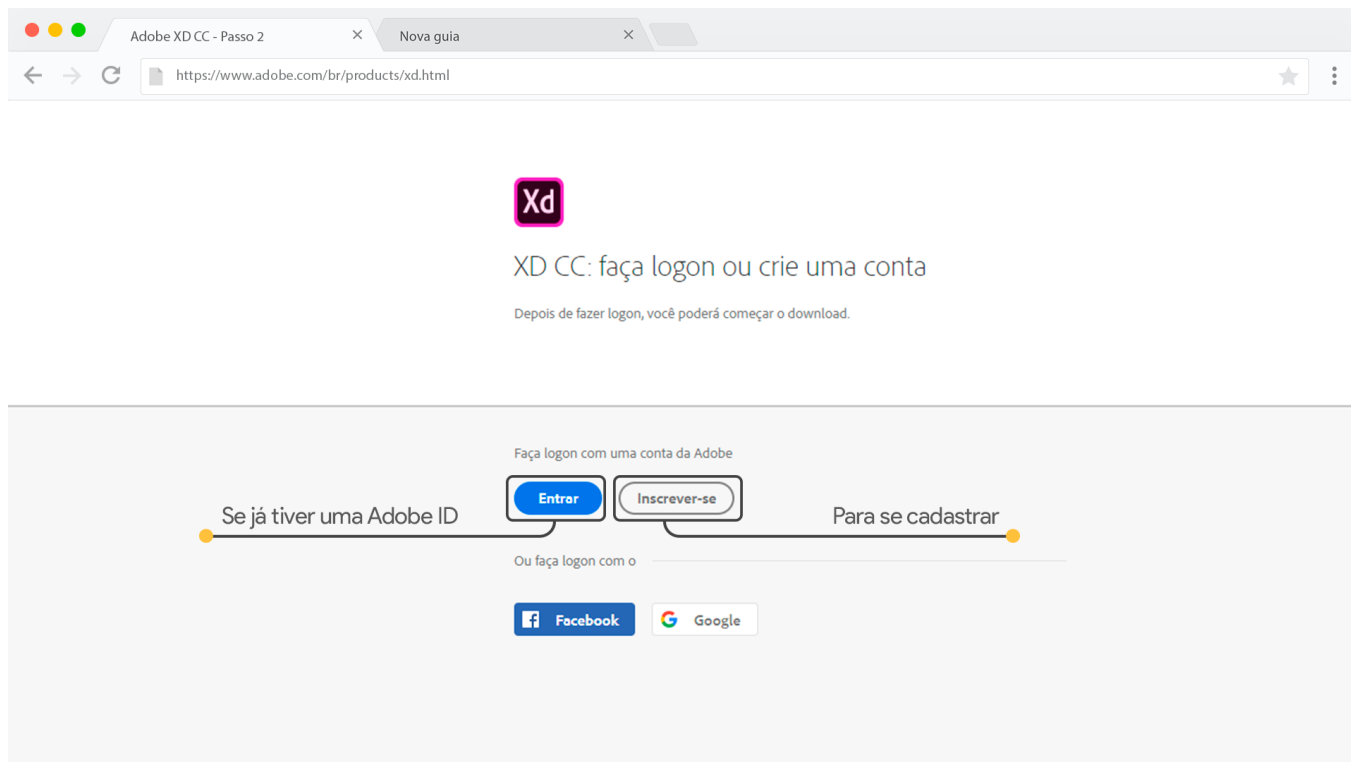 Adobe XD CC - Passo 2
Nova guia
https://www.adobe.com/br/products/xd.html
Xd
XD CC: faça logon ou crie uma conta
Depois de fazer logon, você poderá começar o download.
Faça logon com uma conta da Adobe
Entrar
Inscrever-se
Se já tiver uma Adobe ID
Para se cadastrar
Ou faça logon com o
Facebook
Google